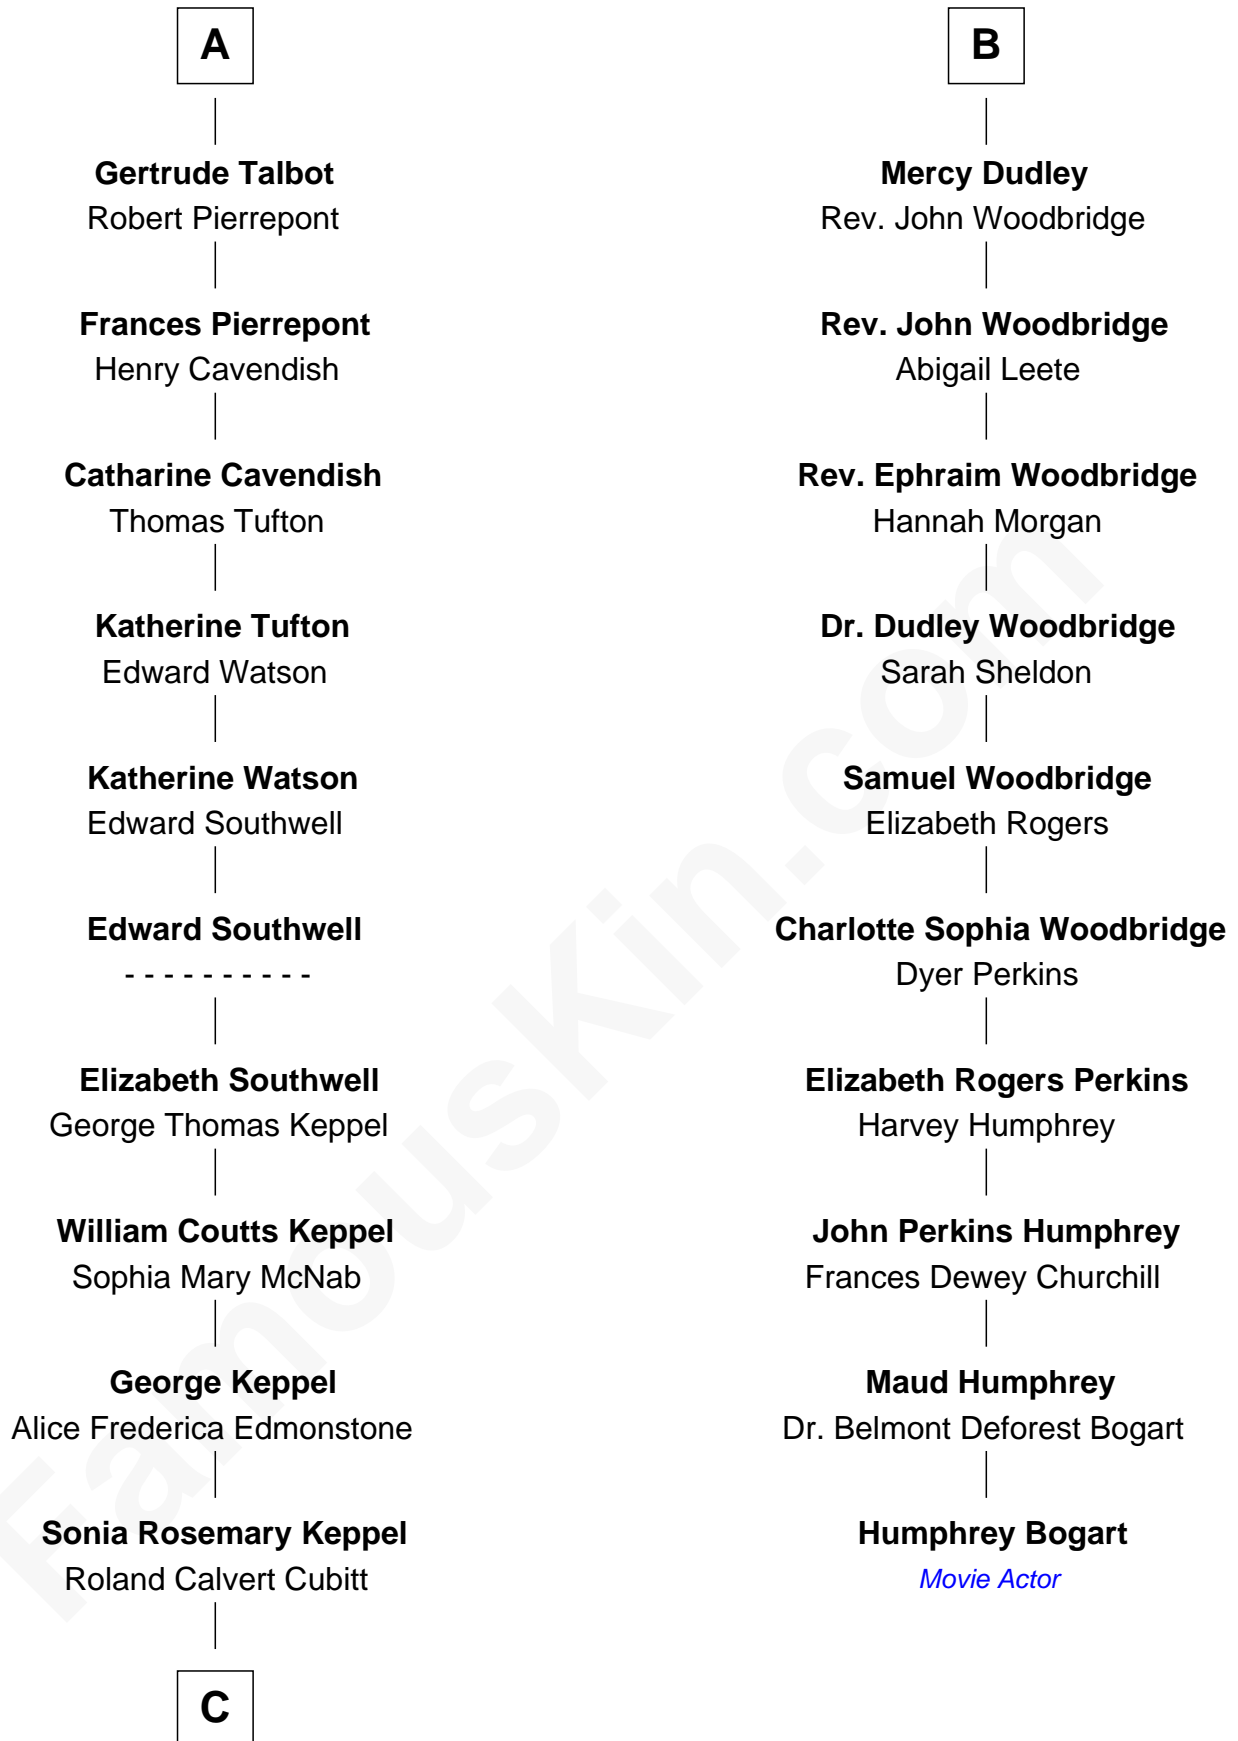 A
Gertrude Talbot
Robert Pierrepont
Frances Pierrepont
Henry Cavendish
Catharine Cavendish
Thomas Tufton
Katherine Tufton
Edward Watson
Katherine Watson
Edward Southwell
Edward Southwell
- - - - - - - - - -
Elizabeth Southwell
George Thomas Keppel
William Coutts Keppel
Sophia Mary McNab
George Keppel
Alice Frederica Edmonstone
Sonia Rosemary Keppel
Roland Calvert Cubitt
C
B
Mercy Dudley
Rev. John Woodbridge
Rev. John Woodbridge
Abigail Leete
Rev. Ephraim Woodbridge
Hannah Morgan
Dr. Dudley Woodbridge
Sarah Sheldon
Samuel Woodbridge
Elizabeth Rogers
Charlotte Sophia Woodbridge
Dyer Perkins
Elizabeth Rogers Perkins
Harvey Humphrey
John Perkins Humphrey
Frances Dewey Churchill
Maud Humphrey
Dr. Belmont Deforest Bogart
Humphrey Bogart
Movie Actor
FamousKin.com